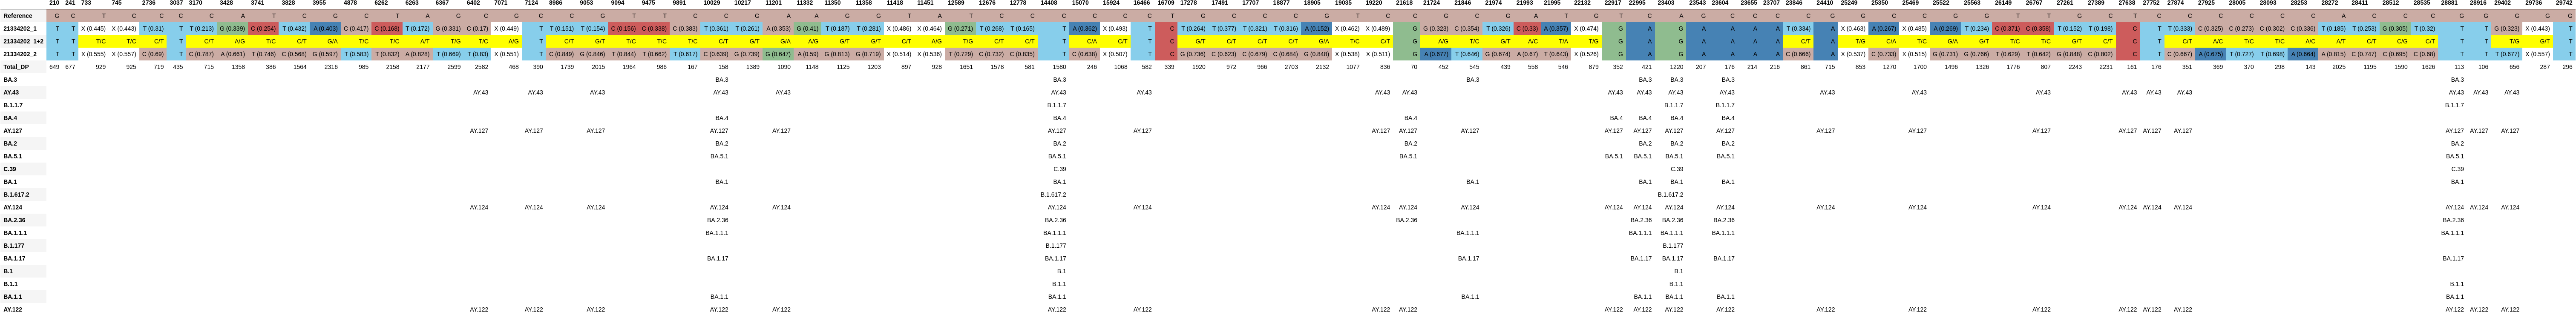 210 241 733 745 2736 3037 3170 3428 3741 3828 3955 4878 6262 6263 6367 6402 7071 7124 8986 9053 9094 9475 9891 10029 11201 11332 11350 11358 11418 11451 12589 12676 12778 14408 15070 15924 16466 16709 17278 17491 17707 18877 18905 19035 19220 21618 21724 21846 21974 21993 21995 22132 22917 22995 23403 23543 23604 23655 23707 23846 24410 25249 25350 25469 25522 25563 26149 26767 27261 27389 27638 27752 27874 27925 28005 28093 28253 28272 28411 28512 28535 28881 28916 29402 29736 29742
Reference G C T C C C C A T C G C T A G C G C C G T T C C G A A G G T A G T C C C C T G C C C G T C C G C G A T G T C A G C C C C G G C G C G G T T G C T C C C C C C A C C C G G G G G
21334202_1 T T X (0.445) X (0.443) T (0.31) T T (0.213) G (0.339) C (0.254) T (0.432) A (0.403) C (0.417) C (0.168) T (0.172) G (0.331) C (0.17) X (0.449) T T (0.151) T (0.154) C (0.156) C (0.338) C (0.383) T (0.361) T (0.261) A (0.353) G (0.41) T (0.187) T (0.281) X (0.486) X (0.464) G (0.271) T (0.268) T (0.165) T A (0.362) X (0.493) T C T (0.264) T (0.377) T (0.321) T (0.316) A (0.152) X (0.462) X (0.489) G G (0.323) C (0.354) T (0.326) C (0.33) A (0.357) X (0.474) G A G A A A A T (0.334) A X (0.463) A (0.267) X (0.485) A (0.269) T (0.234) C (0.371) C (0.358) T (0.152) T (0.198) C T T (0.333) C (0.325) C (0.273) C (0.302) C (0.336) T (0.185) T (0.253) G (0.305) T (0.32) T T G (0.323) X (0.443) T
21334202_1+2 T T T/C T/C C/T T C/T A/G T/C C/T G/A C/T T/C A/T G/T T/C A/G T C/T G/T T/C T/C C/T C/T G/T G/A A/G G/T G/T T/C A/G A/G G/T C/T T C/A C/T T C G/T C/T C/T C/T G/A T/C C/T G A/G T/C G/T A/C T/A T/G G A G A A A A C/T A T/G C/A T/C G/A G/T T/C T/C G/T C/T C T C/T A/C T/C T/C A/C A/T C/T C/G C/T T T T/G G/T T
21334202_2 T T X (0.555) X (0.557) C (0.69) T C (0.787) A (0.661) T (0.746) C (0.568) G (0.597) T (0.583) T (0.832) A (0.828) T (0.669) T (0.83) X (0.551) T C (0.849) G (0.846) T (0.844) T (0.662) T (0.617) C (0.639) G (0.739) G (0.647) A (0.59) G (0.813) G (0.719) X (0.514) X (0.536) T (0.729) C (0.732) C (0.835) T C (0.638) X (0.507) T C G (0.736) C (0.623) C (0.679) C (0.684) G (0.848) X (0.538) X (0.511) G A (0.677) T (0.646) G (0.674) A (0.67) T (0.643) X (0.526) G A G A A A A C (0.666) A X (0.537) C (0.733) X (0.515) G (0.731) G (0.766) T (0.629) T (0.642) G (0.848) C (0.802) C T C (0.667) A (0.675) T (0.727) T (0.698) A (0.664) A (0.815) C (0.747) C (0.695) C (0.68) T T T (0.677) X (0.557) T
Total_DP 649 677 929 925 719 435 715 1358 386 1564 2316 985 2158 2177 2599 2582 468 390 1739 2015 1964 986 167 158 1389 1090 1148 1125 1203 897 928 1651 1578 581 1580 246 1068 582 339 1920 972 966 2703 2132 1077 836 70 452 545 439 558 546 879 352 421 1220 207 176 214 216 861 715 853 1270 1700 1496 1326 1776 807 2243 2231 161 176 351 369 370 298 143 2025 1195 1590 1626 113 106 656 287 296
BA.3 BA.3 BA.3 BA.3 BA.3 BA.3 BA.3 BA.3
AY.43 AY.43 AY.43 AY.43 AY.43 AY.43 AY.43 AY.43 AY.43 AY.43 AY.43 AY.43 AY.43 AY.43 AY.43 AY.43 AY.43 AY.43 AY.43 AY.43 AY.43 AY.43 AY.43
B.1.1.7 B.1.1.7 B.1.1.7 B.1.1.7 B.1.1.7
BA.4 BA.4 BA.4 BA.4 BA.4 BA.4 BA.4 BA.4
AY.127 AY.127 AY.127 AY.127 AY.127 AY.127 AY.127 AY.127 AY.127 AY.127 AY.127 AY.127 AY.127 AY.127 AY.127 AY.127 AY.127 AY.127 AY.127 AY.127 AY.127 AY.127 AY.127 AY.127
BA.2 BA.2 BA.2 BA.2 BA.2 BA.2 BA.2 BA.2
BA.5.1 BA.5.1 BA.5.1 BA.5.1 BA.5.1 BA.5.1 BA.5.1 BA.5.1 BA.5.1
C.39 C.39 C.39 C.39
BA.1 BA.1 BA.1 BA.1 BA.1 BA.1 BA.1 BA.1
B.1.617.2 B.1.617.2 B.1.617.2
AY.124 AY.124 AY.124 AY.124 AY.124 AY.124 AY.124 AY.124 AY.124 AY.124 AY.124 AY.124 AY.124 AY.124 AY.124 AY.124 AY.124 AY.124 AY.124 AY.124 AY.124 AY.124 AY.124 AY.124
BA.2.36 BA.2.36 BA.2.36 BA.2.36 BA.2.36 BA.2.36 BA.2.36 BA.2.36
BA.1.1.1 BA.1.1.1 BA.1.1.1 BA.1.1.1 BA.1.1.1 BA.1.1.1 BA.1.1.1 BA.1.1.1
B.1.177 B.1.177 B.1.177
BA.1.17 BA.1.17 BA.1.17 BA.1.17 BA.1.17 BA.1.17 BA.1.17 BA.1.17
B.1 B.1 B.1
B.1.1 B.1.1 B.1.1 B.1.1
BA.1.1 BA.1.1 BA.1.1 BA.1.1 BA.1.1 BA.1.1 BA.1.1 BA.1.1
AY.122 AY.122 AY.122 AY.122 AY.122 AY.122 AY.122 AY.122 AY.122 AY.122 AY.122 AY.122 AY.122 AY.122 AY.122 AY.122 AY.122 AY.122 AY.122 AY.122 AY.122 AY.122 AY.122